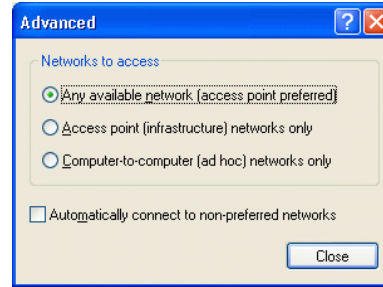 Advanced
Networks to access
Any available network (access point preferred)
Access point (infrastructure) networks only
Computer-to-computer (ad hoc) networks only
Automatically connect to non-preferred networks
Close